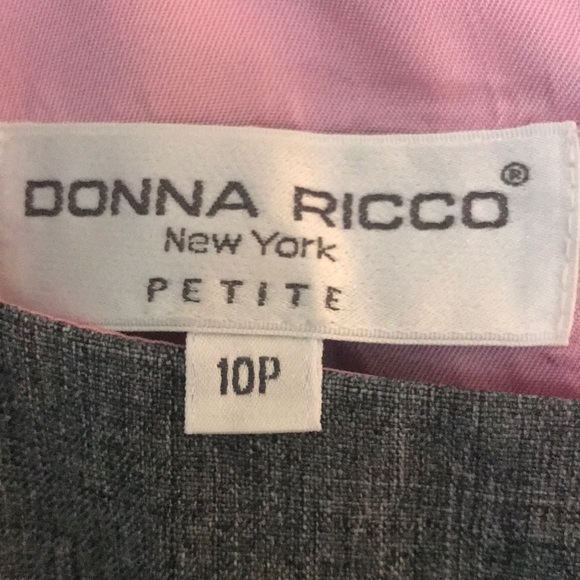 DONNA RICCO®
New York
PETITE
10P